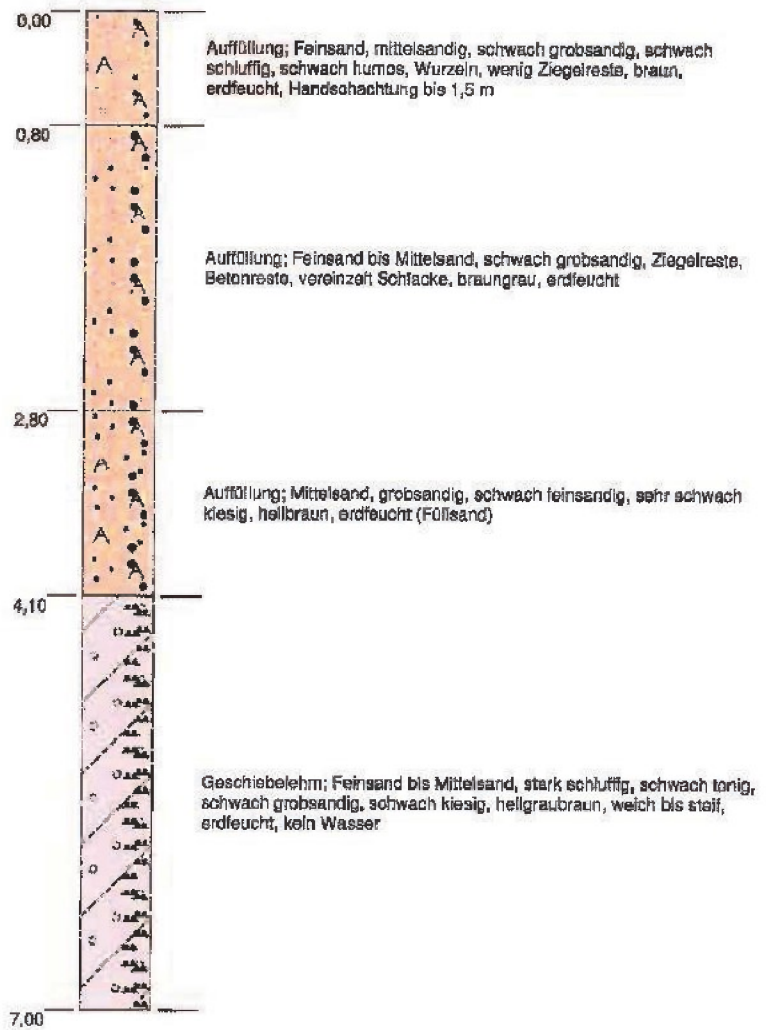 0,00
Auffüllung; Feinsand, mittelsandig, schwach grobsandig, schwach
schluffig, schwach humos, Wurzeln, wenig Ziegelreste, braun,
erdfeucht, Handschachtung bis 1,5 m
0,80
Auffüllung; Feinsand bis Mittelsand, schwach grobsandig, Ziegelreste,
Betonreste, vereinzelt Schlacke, braungrau, erdfeucht
2,80
Auffüllung; Mittelsand, grobsandig, schwach feinsandig, sehr schwach
kiesig, hellbraun, erdfeucht (Füllsand)
4,10
Geschiebelehm; Feinsand bis Mittelsand, stark schluffig, schwach tonig,
schwach grobsandig, schwach kiesig, hellgraubraun, weich bis steif,
erdfeucht, kein Wasser
7,00
A
A
A
A
A
A
A
A
A
A
A
A